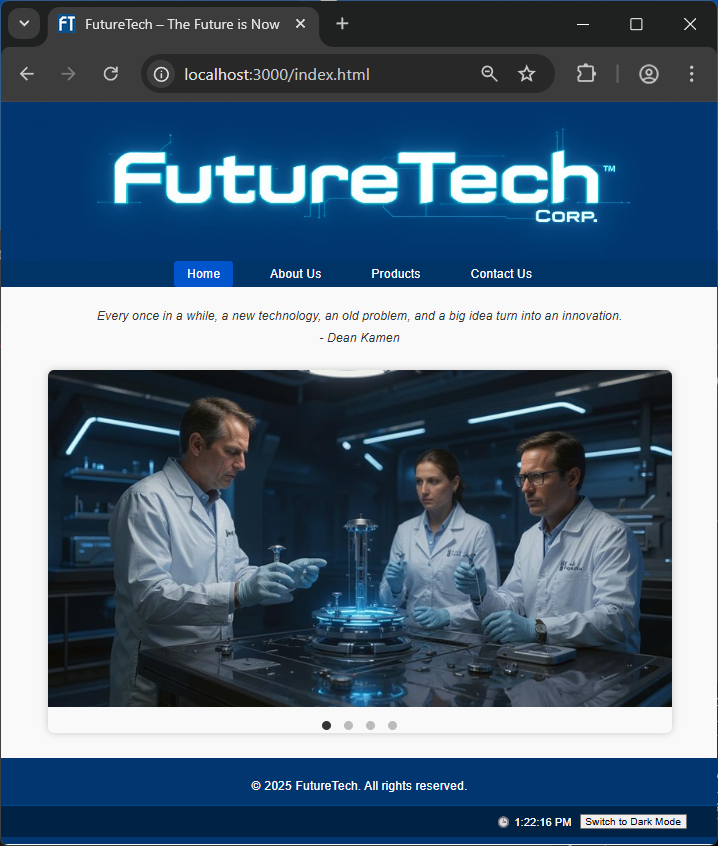 FT FutureTech – The Future is Now
localhost:3000/index.html
FutureTech™
CORP.
Home About Us Products Contact Us
Every once in a while, a new technology, an old problem, and a big idea turn into an innovation.
- Dean Kamen
© 2025 FutureTech. All rights reserved.
1:22:16 PM Switch to Dark Mode